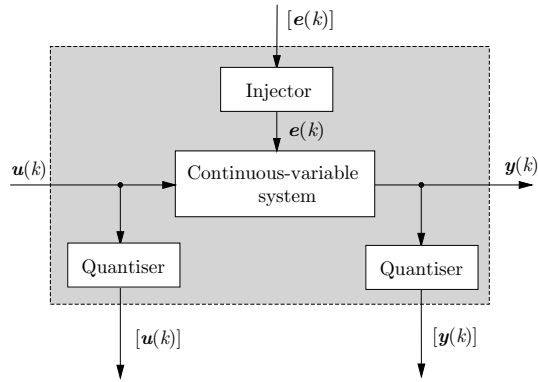 [e(k)]
Injector
e(k)
u(k)
Continuous-variable
system
y(k)
Quantiser
Quantiser
[u(k)]
[y(k)]